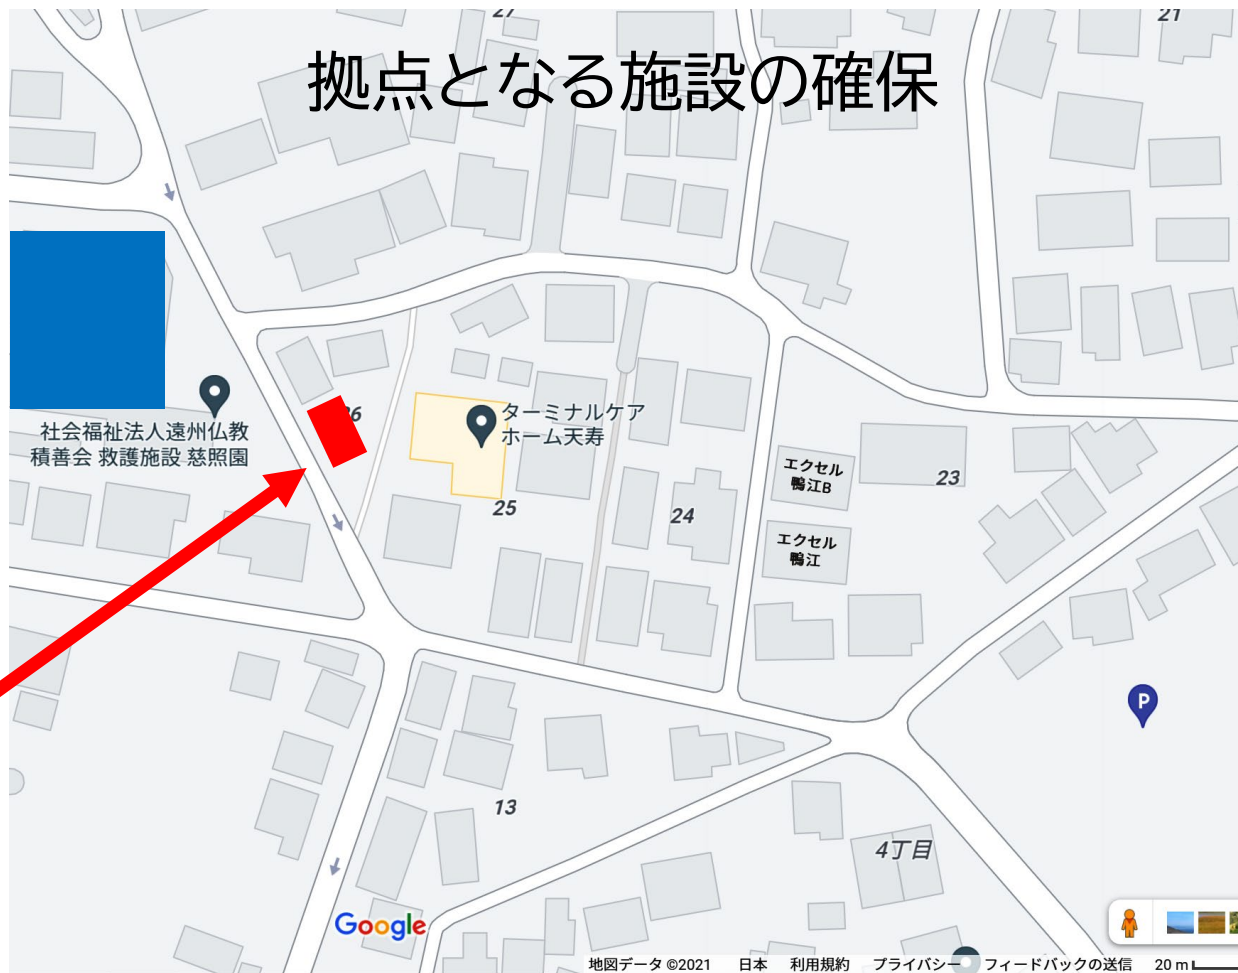 27
21
拠点となる施設の確保
社会福祉法人遠州仏教
積善会 救護施設 慈照園
ターミナルケア
ホーム天寿
25
24
エクセル
鴨江B
23
エクセル
鴨江
P
13
4丁目
Google
地図データ ©2021 日本 利用規約 プライバシー フィードバックの送信 20 m